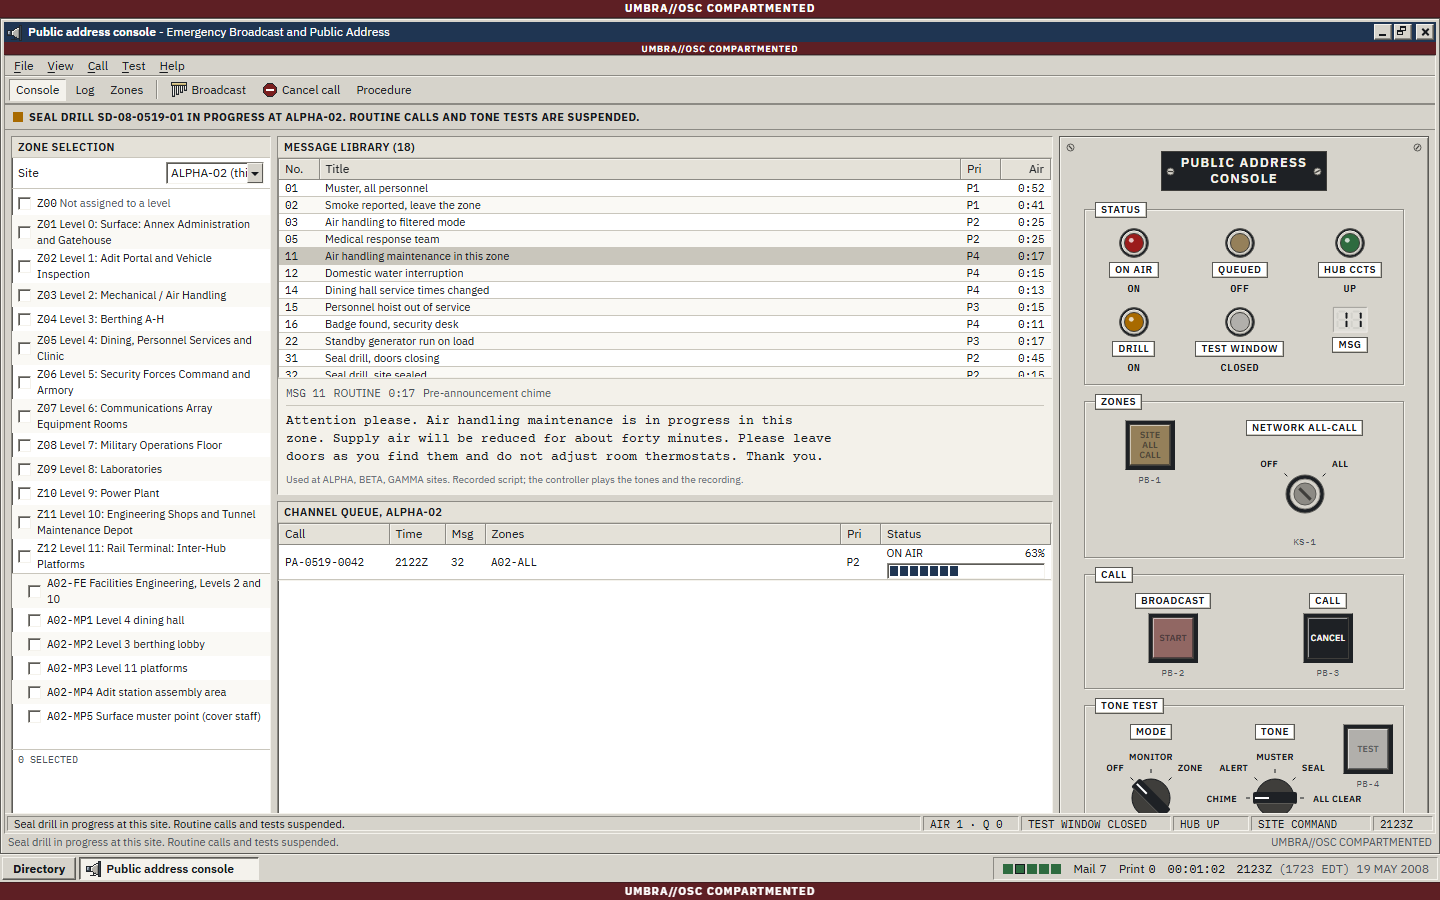 UMBRA//OSC COMPARTMENTED
Public address console - Emergency Broadcast and Public Address
UMBRA//OSC COMPARTMENTED
File View Call Test Help
Console Log Zones Broadcast Cancel call Procedure
SEAL DRILL SD-08-0519-01 IN PROGRESS AT ALPHA-02. ROUTINE CALLS AND TONE TESTS ARE SUSPENDED.
ZONE SELECTION
Site ALPHA-02 (thi
Z00 Not assigned to a level
Z01 Level 0: Surface: Annex Administration
and Gatehouse
Z02 Level 1: Adit Portal and Vehicle
Inspection
Z03 Level 2: Mechanical / Air Handling
Z04 Level 3: Berthing A-H
Z05 Level 4: Dining, Personnel Services and
Clinic
Z06 Level 5: Security Forces Command and
Armory
Z07 Level 6: Communications Array
Equipment Rooms
Z08 Level 7: Military Operations Floor
Z09 Level 8: Laboratories
Z10 Level 9: Power Plant
Z11 Level 10: Engineering Shops and Tunnel
Maintenance Depot
Z12 Level 11: Rail Terminal: Inter-Hub
Platforms
A02-FE Facilities Engineering, Levels 2 and
10
A02-MP1 Level 4 dining hall
A02-MP2 Level 3 berthing lobby
A02-MP3 Level 11 platforms
A02-MP4 Adit station assembly area
A02-MP5 Surface muster point (cover staff)
0 SELECTED
MESSAGE LIBRARY (18)
No. Title Pri Air
01 Muster, all personnel P1 0:52
02 Smoke reported, leave the zone P1 0:41
03 Air handling to filtered mode P2 0:25
05 Medical response team P2 0:25
11 Air handling maintenance in this zone P4 0:17
12 Domestic water interruption P4 0:15
14 Dining hall service times changed P4 0:13
15 Personnel hoist out of service P3 0:15
16 Badge found, security desk P4 0:11
22 Standby generator run on load P3 0:17
31 Seal drill, doors closing P2 0:45
32 Seal drill, site sealed P2 0:15
MSG 11 ROUTINE 0:17 Pre-announcement chime
Attention please. Air handling maintenance is in progress in this
zone. Supply air will be reduced for about forty minutes. Please leave
doors as you find them and do not adjust room thermostats. Thank you.
Used at ALPHA, BETA, GAMMA sites. Recorded script; the controller plays the tones and the recording.
CHANNEL QUEUE, ALPHA-02
Call Time Msg Zones Pri Status
PA-0519-0042 2122Z 32 A02-ALL P2 ON AIR 63%
PUBLIC ADDRESS
CONSOLE
STATUS
ON AIR QUEUED HUB CCTS
ON OFF UP
11
DRILL TEST WINDOW MSG
ON CLOSED
ZONES
SITE
ALL
CALL
PB-1
NETWORK ALL-CALL
OFF ALL
KS-1
CALL
BROADCAST CALL
START CANCEL
PB-2 PB-3
TONE TEST
MODE TONE
TEST
PB-4
MONITOR MUSTER
OFF ZONE ALERT SEAL
CHIME ALL CLEAR
Seal drill in progress at this site. Routine calls and tests suspended. AIR 1 · Q 0 TEST WINDOW CLOSED HUB UP SITE COMMAND 2123Z
Seal drill in progress at this site. Routine calls and tests suspended. UMBRA//OSC COMPARTMENTED
Directory Public address console Mail 7 Print 0 00:01:02 2123Z (1723 EDT) 19 MAY 2008
UMBRA//OSC COMPARTMENTED